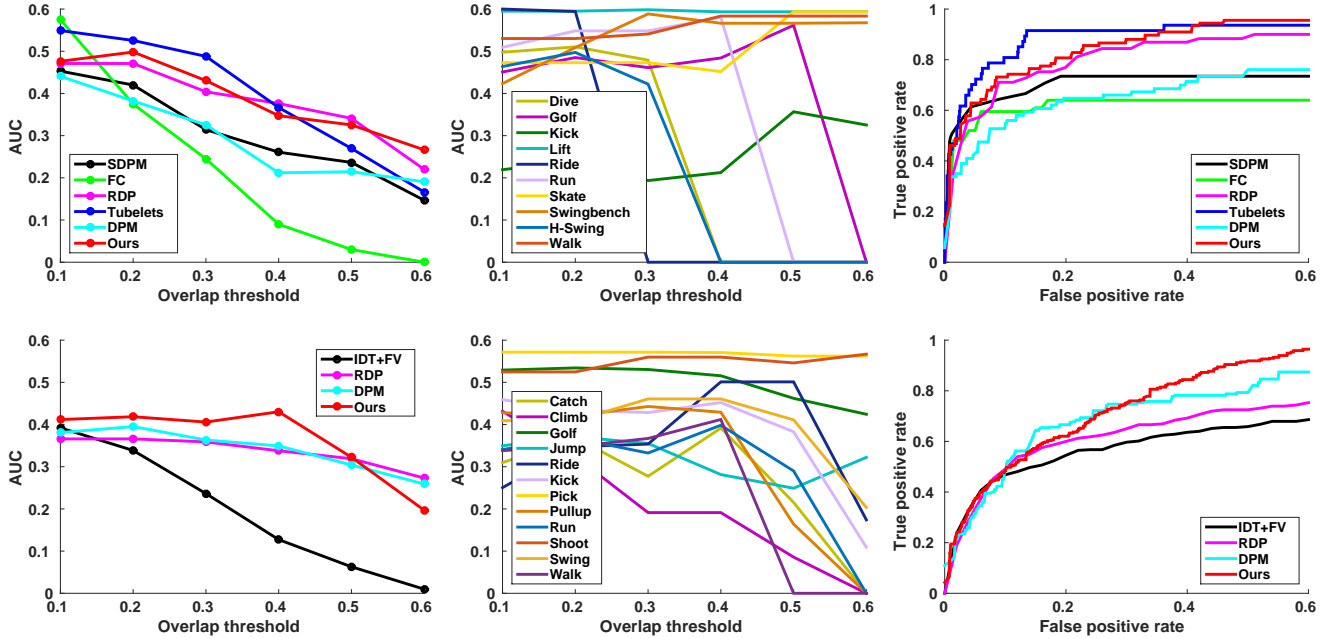 0.6
0.5
0.4
0.3
0.2
0.1
0
AUC
SDPM
FC
RDP
Tubelets
DPM
Ours
0.1 0.2 0.3 0.4 0.5 0.6
Overlap threshold
0.6
0.5
0.4
0.3
0.2
0.1
0
AUC
Dive
Golf
Kick
Lift
Ride
Run
Skate
Swingbench
H-Swing
Walk
0.1 0.2 0.3 0.4 0.5 0.6
Overlap threshold
1
0.8
0.6
0.4
0.2
0
True positive rate
SDPM
FC
RDP
Tubelets
DPM
Ours
0 0.2 0.4 0.6
False positive rate
0.6
0.5
0.4
0.3
0.2
0.1
0
AUC
IDT+FV
RDP
DPM
Ours
0.1 0.2 0.3 0.4 0.5 0.6
Overlap threshold
0.6
0.5
0.4
0.3
0.2
0.1
0
AUC
Catch
Climb
Golf
Jump
Ride
Kick
Pick
Pullup
Run
Shoot
Swing
Walk
0.1 0.2 0.3 0.4 0.5 0.6
Overlap threshold
1
0.8
0.6
0.4
0.2
0
True positive rate
IDT+FV
RDP
DPM
Ours
0 0.2 0.4 0.6
False positive rate